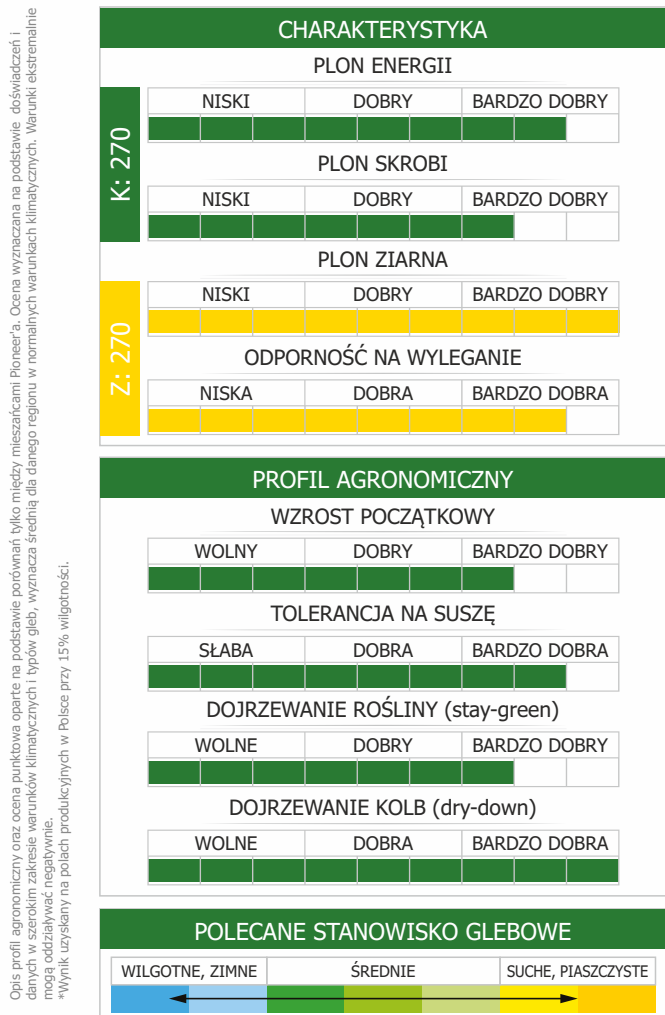 CHARAKTERYSTYKA
PLON ENERGII
NISKI DOBRY BARDZO DOBRY
K: 270
PLON SKROBI
NISKI DOBRY BARDZO DOBRY
PLON ZIARNA
NISKI DOBRY BARDZO DOBRY
Z: 270
ODPORNOŚĆ NA WYLEGANIE
NISKA DOBRA BARDZO DOBRA
PROFIL AGRONOMICZNY
WZROST POCZĄTKOWY
WOLNY DOBRY BARDZO DOBRY
TOLERANCJA NA SUSZĘ
SŁABA DOBRA BARDZO DOBRA
DOJRZEWANIE ROŚLINY (stay-green)
WOLNE DOBRY BARDZO DOBRY
DOJRZEWANIE KOLB (dry-down)
WOLNE DOBRA BARDZO DOBRA
POLECANE STANOWISKO GLEBOWE
WILGOTNE, ZIMNE ŚREDNIE SUCHE, PIASZCZYSTE
Opis profil agronomiczny oraz ocena punktowa oparte na podstawie porównań tylko między mieszańcami Pioneer'a. Ocena wyznaczana na podstawie doświadczeń i
danych w szerokim zakresie warunków klimatycznych i typów gleb, wyznacza średnią dla danego regionu w normalnych warunkach klimatycznych. Warunki ekstremalnie
mogą oddziaływać negatywnie.
*Wynik uzyskany na polach produkcyjnych w Polsce przy 15% wilgotności.